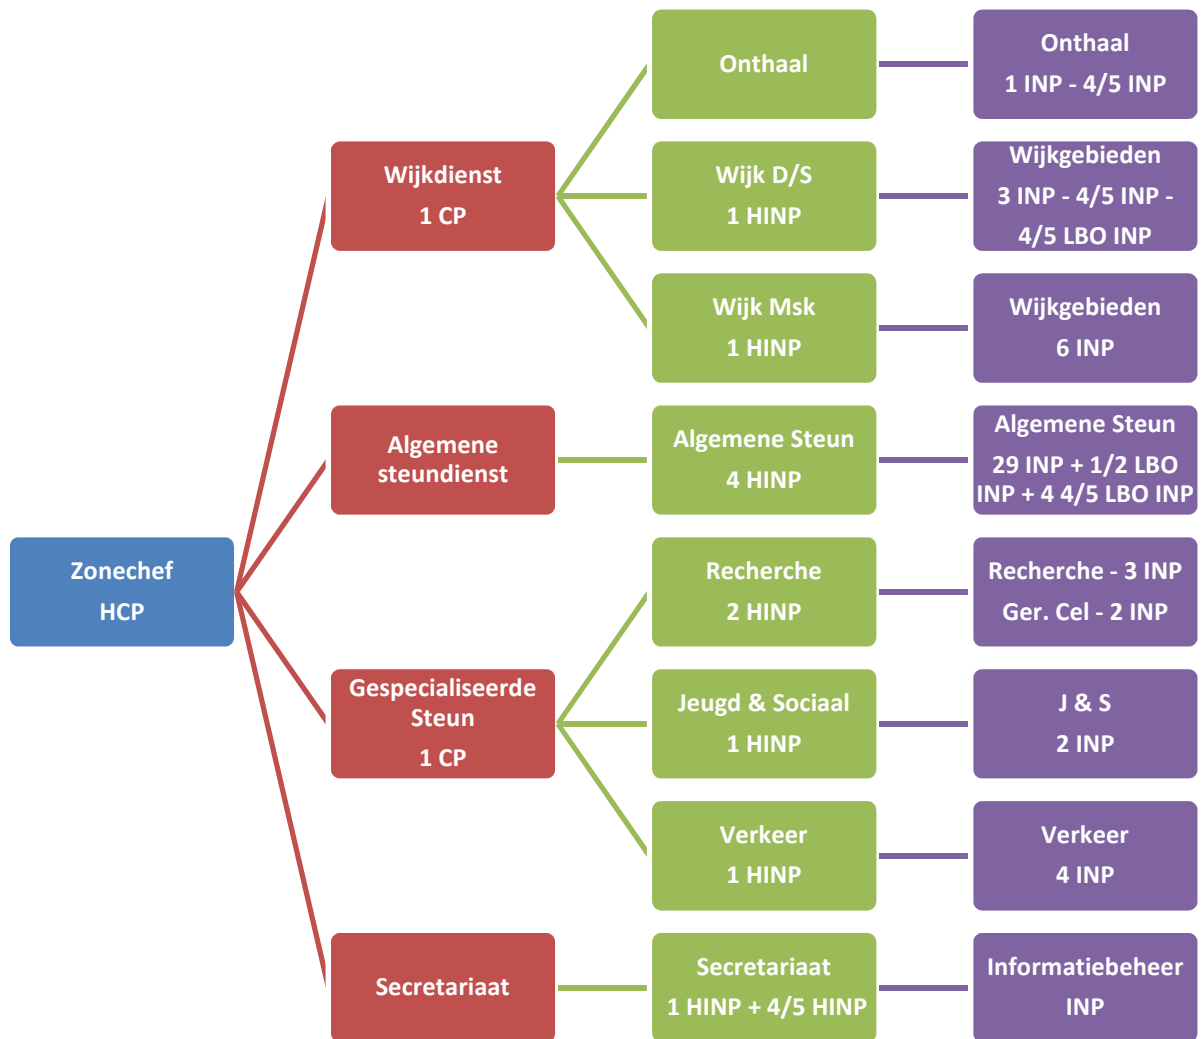 Onthaal
Onthaal
1 INP - 4/5 INP
Wijkdienst
1 CP
Wijk D/S
1 HINP
Wijkgebieden
3 INP - 4/5 INP -
4/5 LBO INP
Wijk Msk
1 HINP
Wijkgebieden
6 INP
Algemene
steundienst
Algemene Steun
4 HINP
Algemene Steun
29 INP + 1/2 LBO
INP + 4 4/5 LBO INP
Zonechef
HCP
Recherche
2 HINP
Recherche - 3 INP
Ger. Cel - 2 INP
Gespecialiseerde
Steun
1 CP
Jeugd & Sociaal
1 HINP
J & S
2 INP
Verkeer
1 HINP
Verkeer
4 INP
Secretariaat
Secretariaat
1 HINP + 4/5 HINP
Informatiebeheer
INP